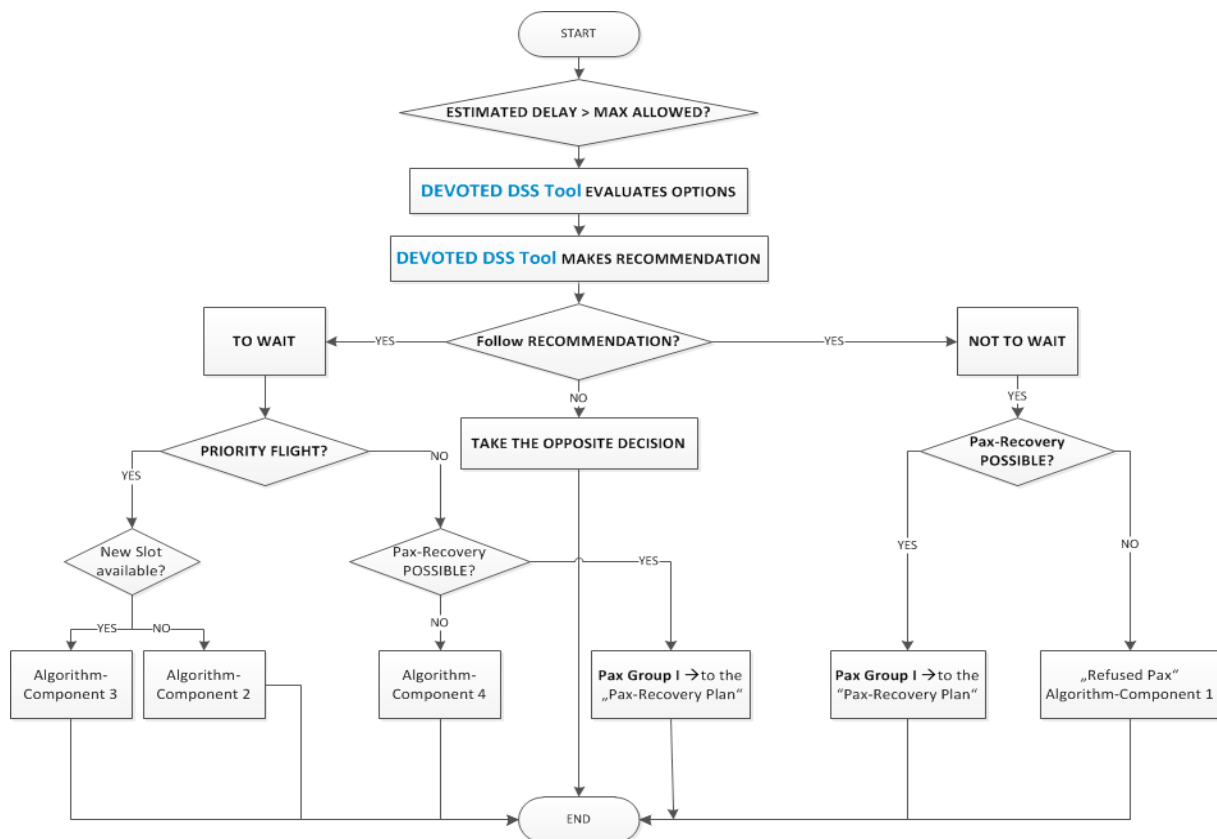 START
ESTIMATED DELAY > MAX ALLOWED?
DEVOTED DSS Tool EVALUATES OPTIONS
DEVOTED DSS Tool MAKES RECOMMENDATION
TO WAIT
YES
Follow RECOMMENDATION?
YES
NOT TO WAIT
NO
YES
TAKE THE OPPOSITE DECISION
PRIORITY FLIGHT?
YES
NO
Pax-Recovery
POSSIBLE?
New Slot
available?
Pax-Recovery
POSSIBLE?
YES
YES
NO
YES
NO
NO
Algorithm-
Component 3
Algorithm-
Component 2
Algorithm-
Component 4
Pax Group I → to the
„Pax-Recovery Plan“
Pax Group I → to the
“Pax-Recovery Plan“
„Refused Pax“
Algorithm-Component 1
END